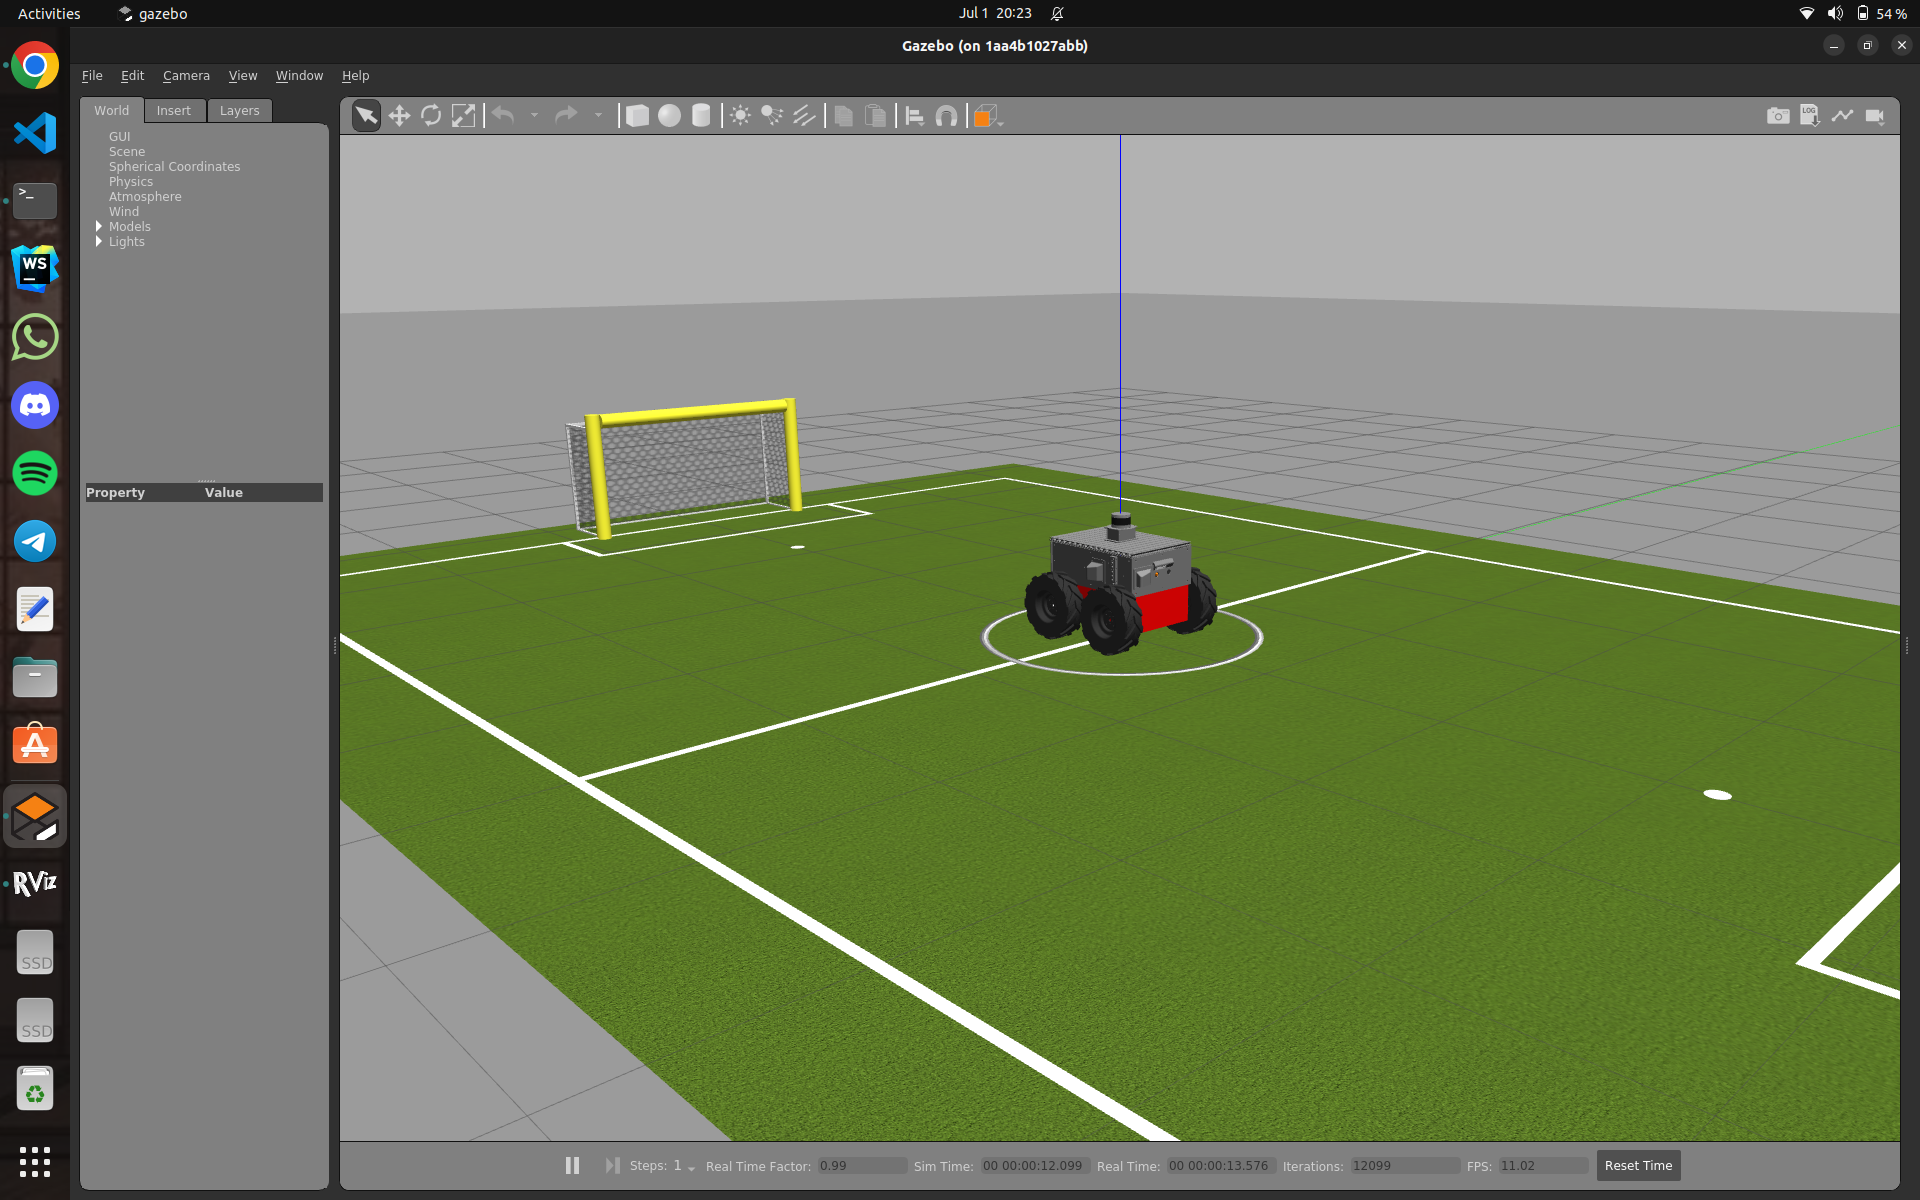 Activities
gazebo
Jul 1 20:23
54 %
Gazebo (on 1aa4b1027abb)
File Edit Camera View Window Help
World Insert Layers
LOG
GUI
Scene
Spherical Coordinates
Physics
Atmosphere
Wind
Models
Lights
Property Value
>_
WS
RViz
SSD
SSD
Steps: 1 Real Time Factor: 0.99 Sim Time: 00 00:00:12.099 Real Time: 00 00:00:13.576 Iterations: 12099 FPS: 11.02 Reset Time